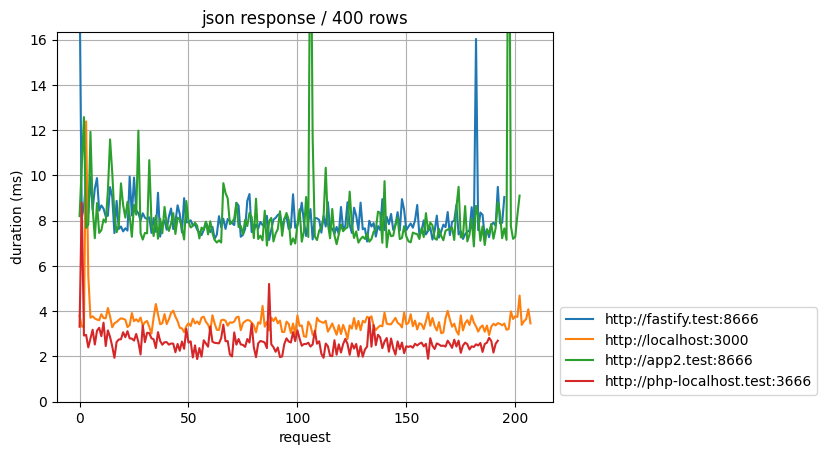 json response / 400 rows
duration (ms)
16
14
12
10
8
6
4
2
0
0
50
100
150
200
request
http://fastify.test:8666
http://localhost:3000
http://app2.test:8666
http://php-localhost.test:3666